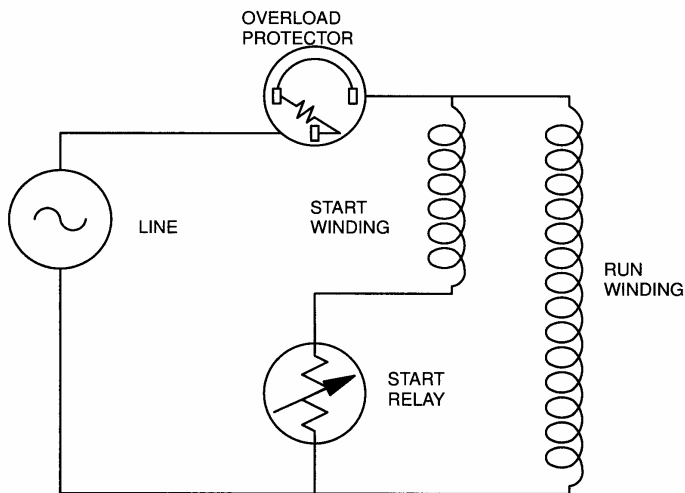 OVERLOAD
PROTECTOR
LINE
START
WINDING
RUN
WINDING
START
RELAY